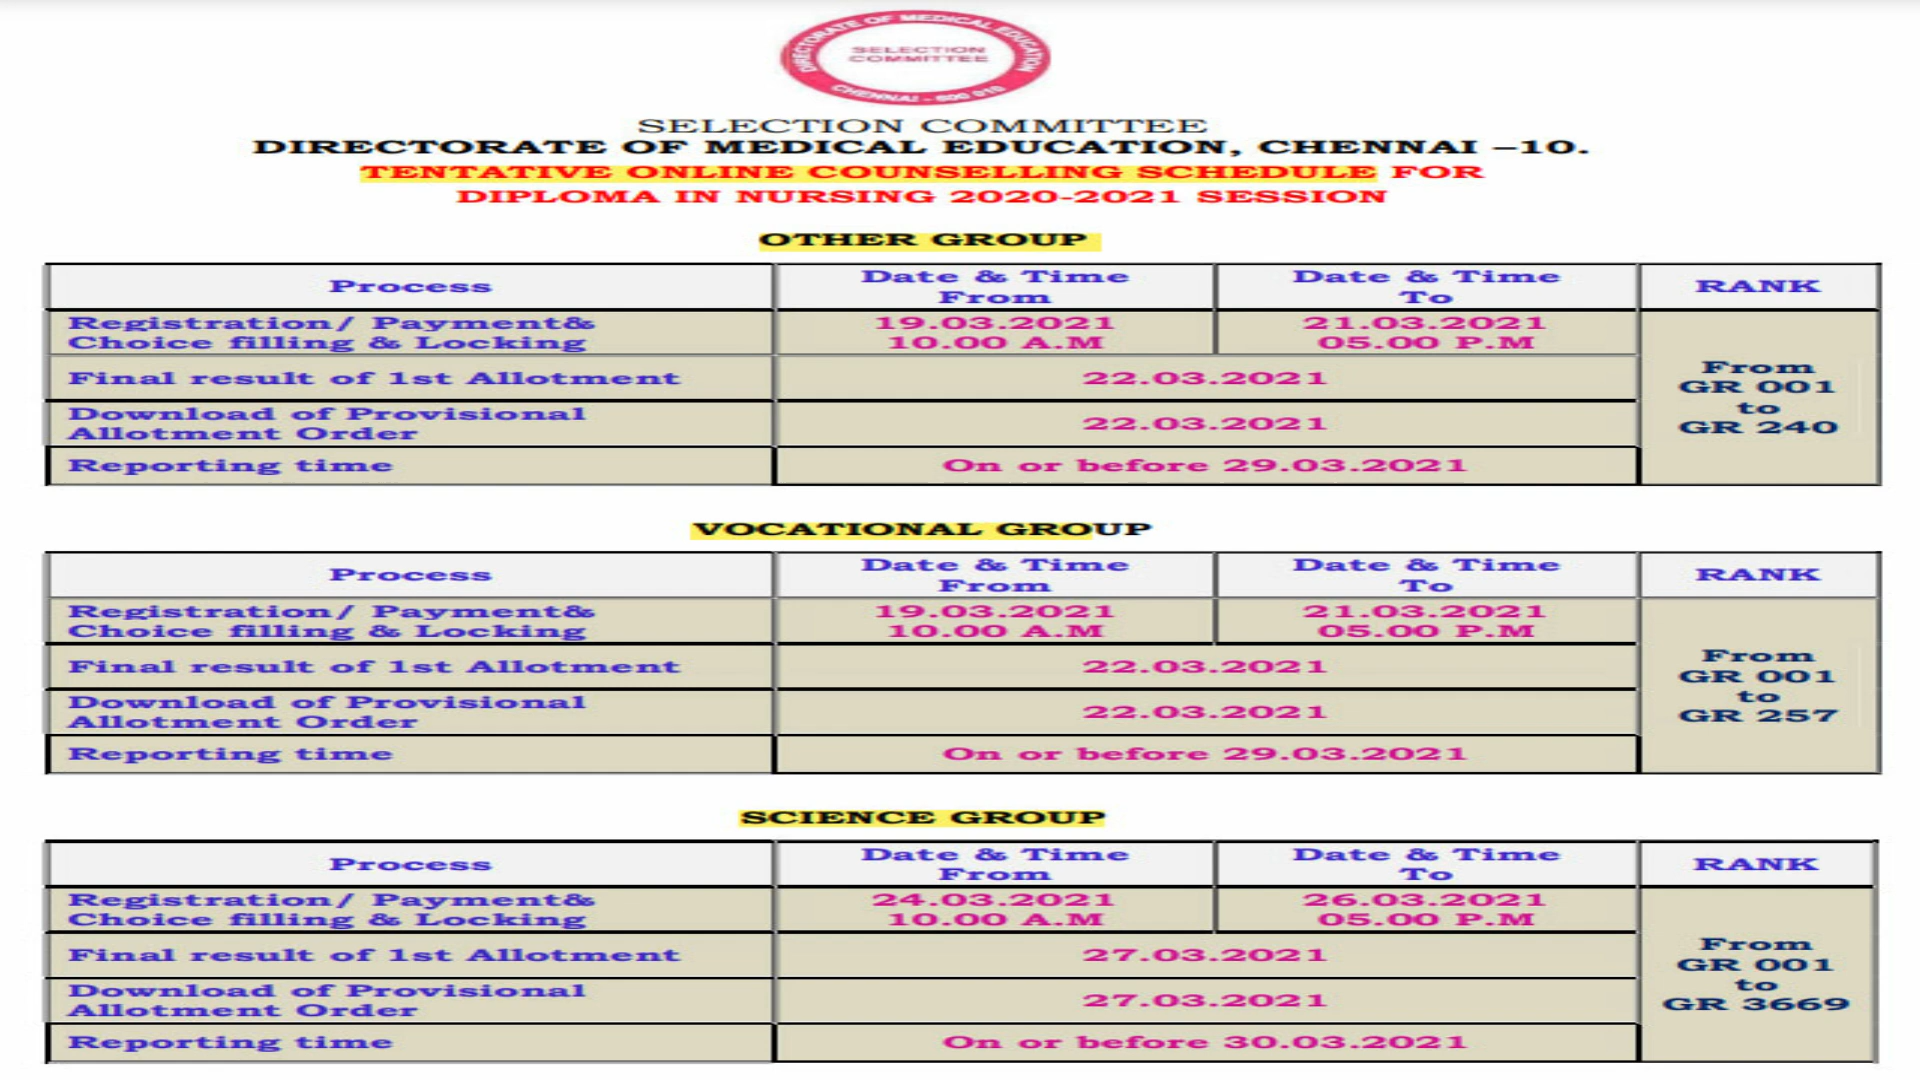 DIRECTORATE OF MEDICAL EDUCATION
SELECTION
COMMITTEE
CHENNAI - 600 010
SELECTION COMMITTEE
DIRECTORATE OF MEDICAL EDUCATION, CHENNAI –10.
TENTATIVE ONLINE COUNSELLING SCHEDULE FOR
DIPLOMA IN NURSING 2020-2021 SESSION
OTHER GROUP
Process
Date & Time
From
Date & Time
To
RANK
Registration/ Payment&
Choice filling & Locking
19.03.2021
10.00 A.M
21.03.2021
05.00 P.M
Final result of 1st Allotment
22.03.2021
Download of Provisional
Allotment Order
22.03.2021
Reporting time
On or before 29.03.2021
From
GR 001
to
GR 240
VOCATIONAL GROUP
Process
Date & Time
From
Date & Time
To
RANK
Registration/ Payment&
Choice filling & Locking
19.03.2021
10.00 A.M
21.03.2021
05.00 P.M
Final result of 1st Allotment
22.03.2021
Download of Provisional
Allotment Order
22.03.2021
Reporting time
On or before 29.03.2021
From
GR 001
to
GR 257
SCIENCE GROUP
Process
Date & Time
From
Date & Time
To
RANK
Registration/ Payment&
Choice filling & Locking
24.03.2021
10.00 A.M
26.03.2021
05.00 P.M
Final result of 1st Allotment
27.03.2021
Download of Provisional
Allotment Order
27.03.2021
Reporting time
On or before 30.03.2021
From
GR 001
to
GR 3669